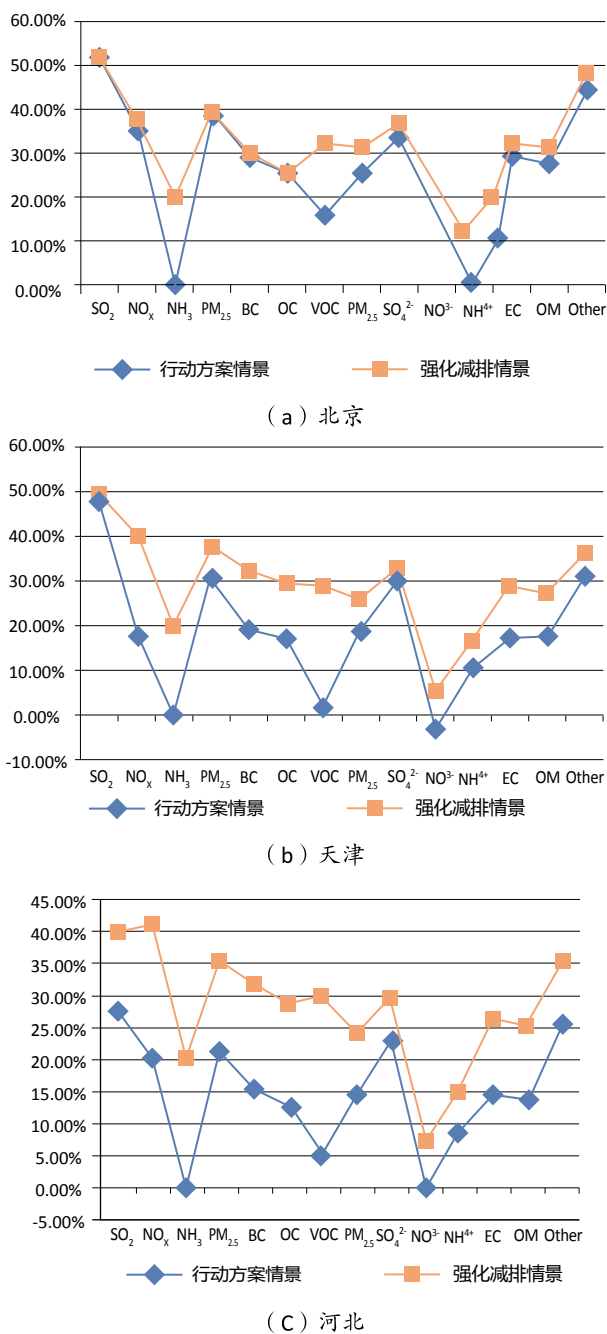 60.00%
50.00%
40.00%
30.00%
20.00%
10.00%
0.00%
SO₂ NOₓ NH₃ PM₂.₅ BC OC VOC PM₂.₅ SO₄²⁻ NO³⁻ NH⁴⁺ EC OM Other
行动方案情景 强化减排情景
（a）北京
60.00%
50.00%
40.00%
30.00%
20.00%
10.00%
0.00%
-10.00%
SO₂ NOₓ NH₃ PM₂.₅ BC OC VOC PM₂.₅ SO₄²⁻ NO³⁻ NH⁴⁺ EC OM Other
行动方案情景 强化减排情景
（b）天津
45.00%
40.00%
35.00%
30.00%
25.00%
20.00%
15.00%
10.00%
5.00%
0.00%
-5.00%
SO₂ NOₓ NH₃ PM₂.₅ BC OC VOC PM₂.₅ SO₄²⁻ NO³⁻ NH⁴⁺ EC OM Other
行动方案情景 强化减排情景
（C）河北